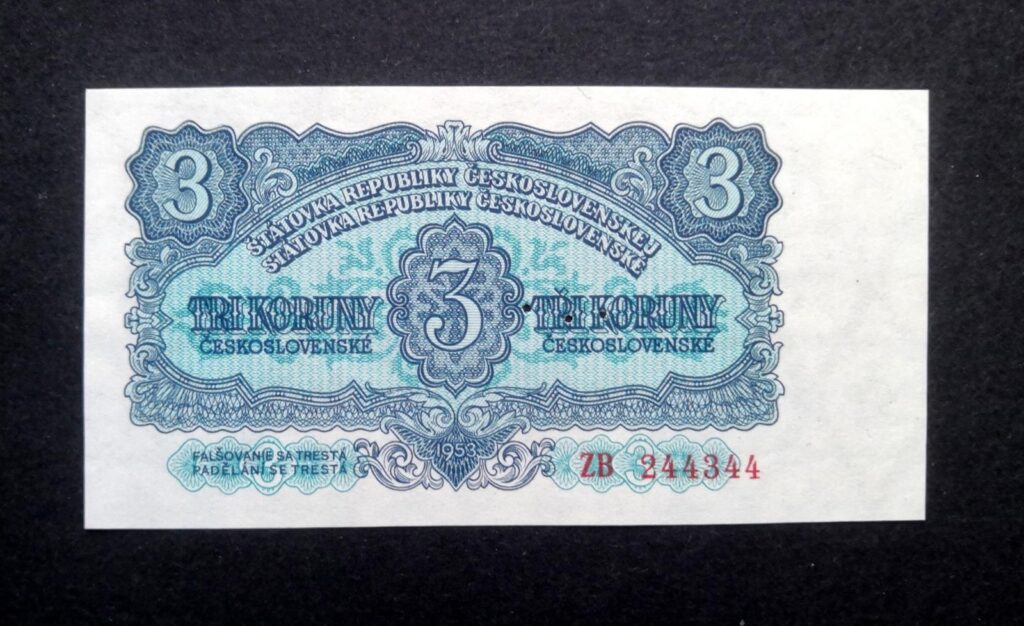 3 3
ŠTÁTOVKA REPUBLIKY ČESKOSLOVENSKEJ
STÁTOVKA REPUBLIKY ČESKOSLOVENSKÉ
3
TRI KORUNY TŘI KORUNY
ČESKOSLOVENSKÉ ČESKOSLOVENSKÉ
1953
FALŠOVANIE SA TRESTÁ
PADĚLÁNÍ SE TRESTÁ
ZB 244344